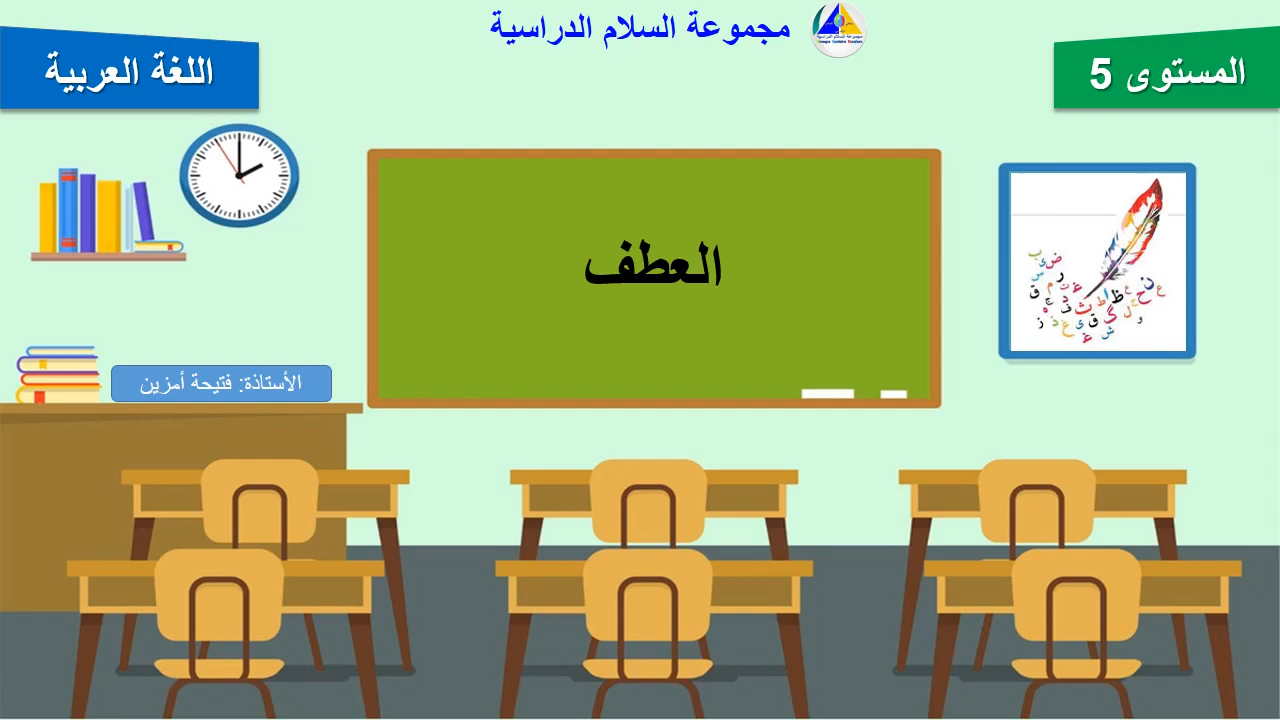 مجموعة السلام الدراسية
المستوى 5
اللغة العربية
العطف
الأستاذة: فتيحة أمزين